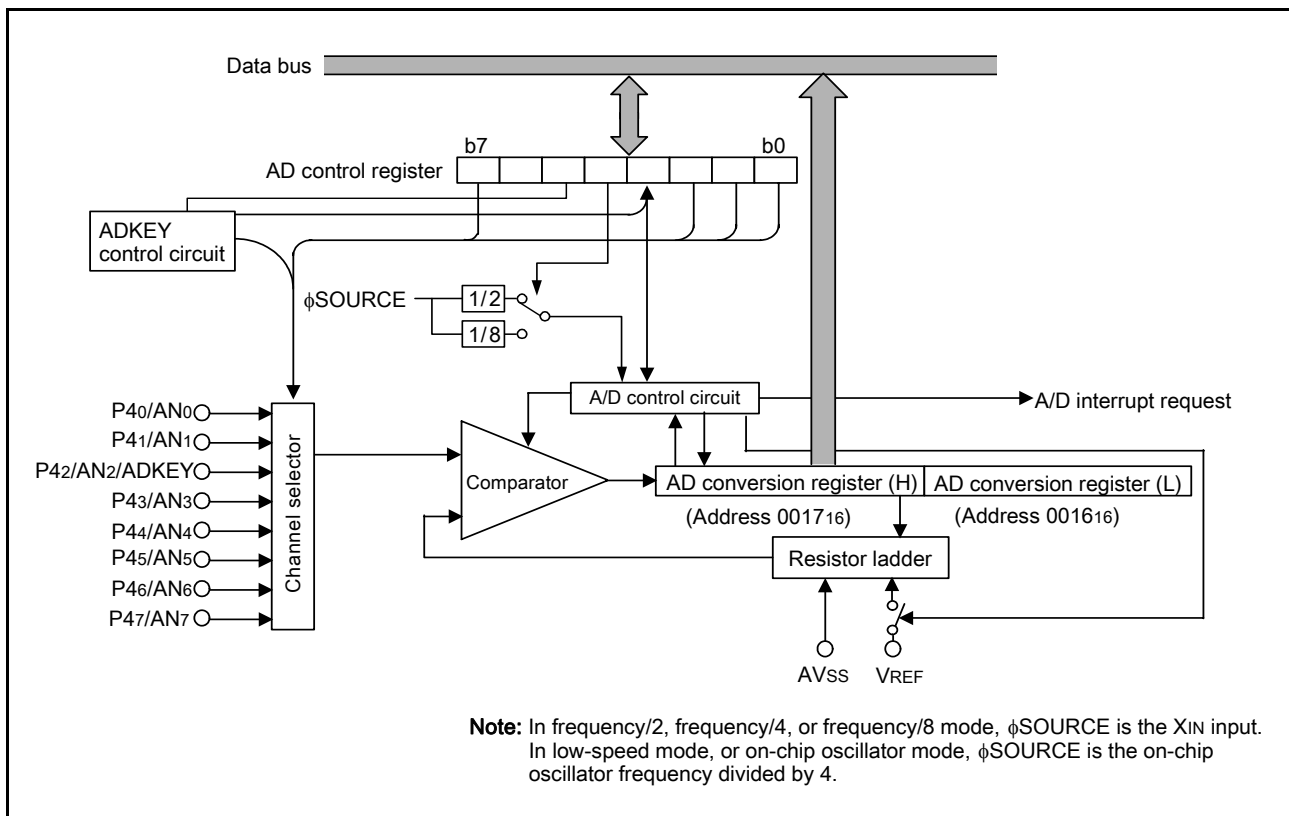 Data bus
b7 b0
AD control register
ADKEY
control circuit
φSOURCE
1/2
1/8
A/D control circuit
A/D interrupt request
P40/AN0
P41/AN1
P42/AN2/ADKEY
P43/AN3
P44/AN4
P45/AN5
P46/AN6
P47/AN7
Channel selector
Comparator
AD conversion register (H) AD conversion register (L)
(Address 001716) (Address 001616)
Resistor ladder
AVSS VREF
Note: In frequency/2, frequency/4, or frequency/8 mode, φSOURCE is the XIN input.
In low-speed mode, or on-chip oscillator mode, φSOURCE is the on-chip
oscillator frequency divided by 4.